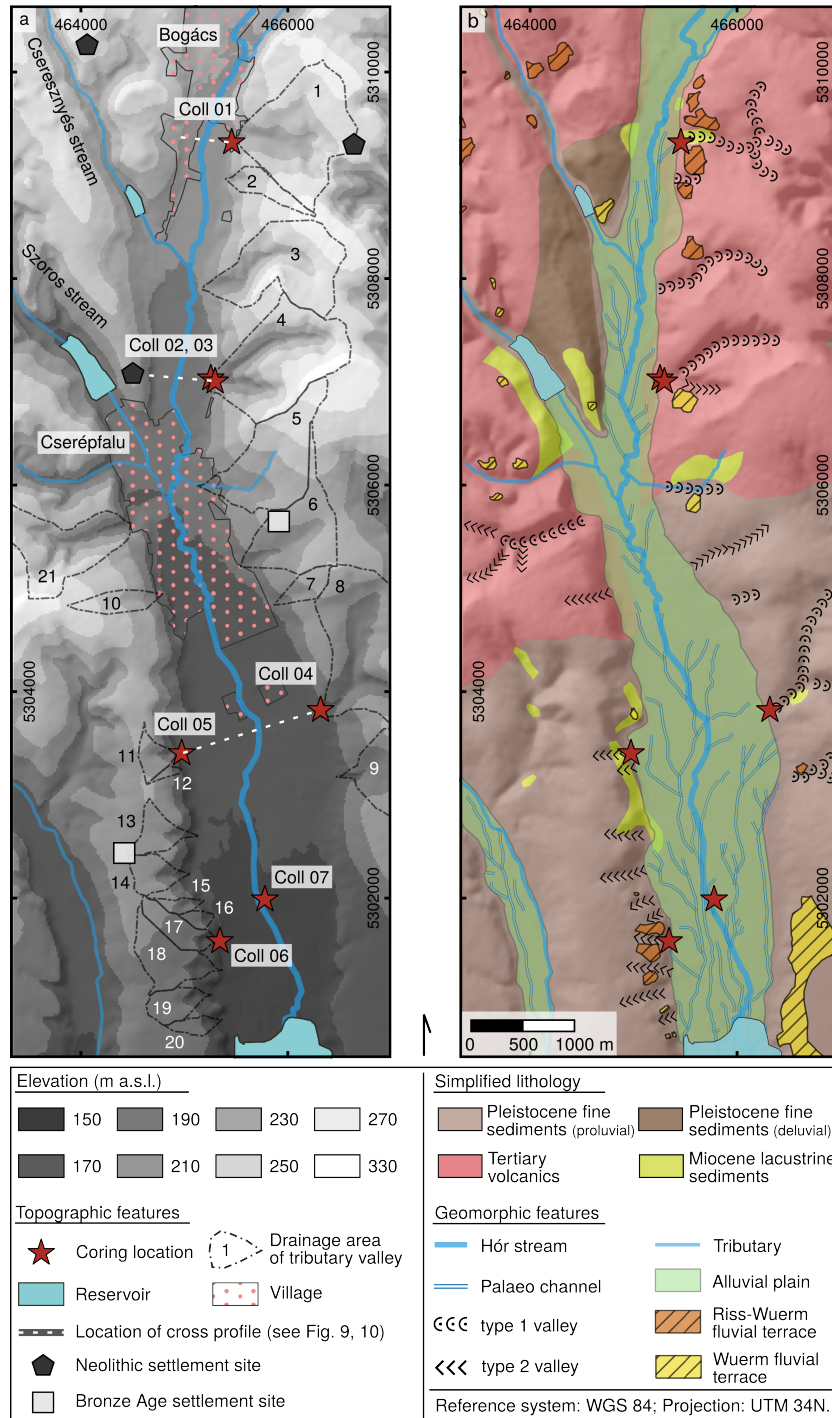 a
464000
466000
Bogács
Cseresznyés stream
Coll 01
1
5310000
2
3
5308000
Szoros stream
4
Coll 02, 03
5
Cserépfalu
5306000
6
21
7
8
10
Coll 04
5304000
Coll 05
11
12
9
13
14
15
Coll 07
5302000
16
17
18
Coll 06
19
20
b
464000
466000
5310000
5308000
5306000
5304000
5302000
0
500
1000 m
Elevation (m a.s.l.)
150
190
230
270
170
210
250
330
Topographic features
Coring location
1
Drainage area
of tributary valley
Reservoir
Village
Location of cross profile (see Fig. 9, 10)
Neolithic settlement site
Bronze Age settlement site
Simplified lithology
Pleistocene fine
sediments (proluvial)
Pleistocene fine
sediments (deluvial)
Tertiary
volcanics
Miocene lacustrine
sediments
Geomorphic features
Hór stream
Tributary
Palaeo channel
Alluvial plain
type 1 valley
Riss-Wuerm
fluvial terrace
type 2 valley
Wuerm fluvial
terrace
Reference system: WGS 84; Projection: UTM 34N.